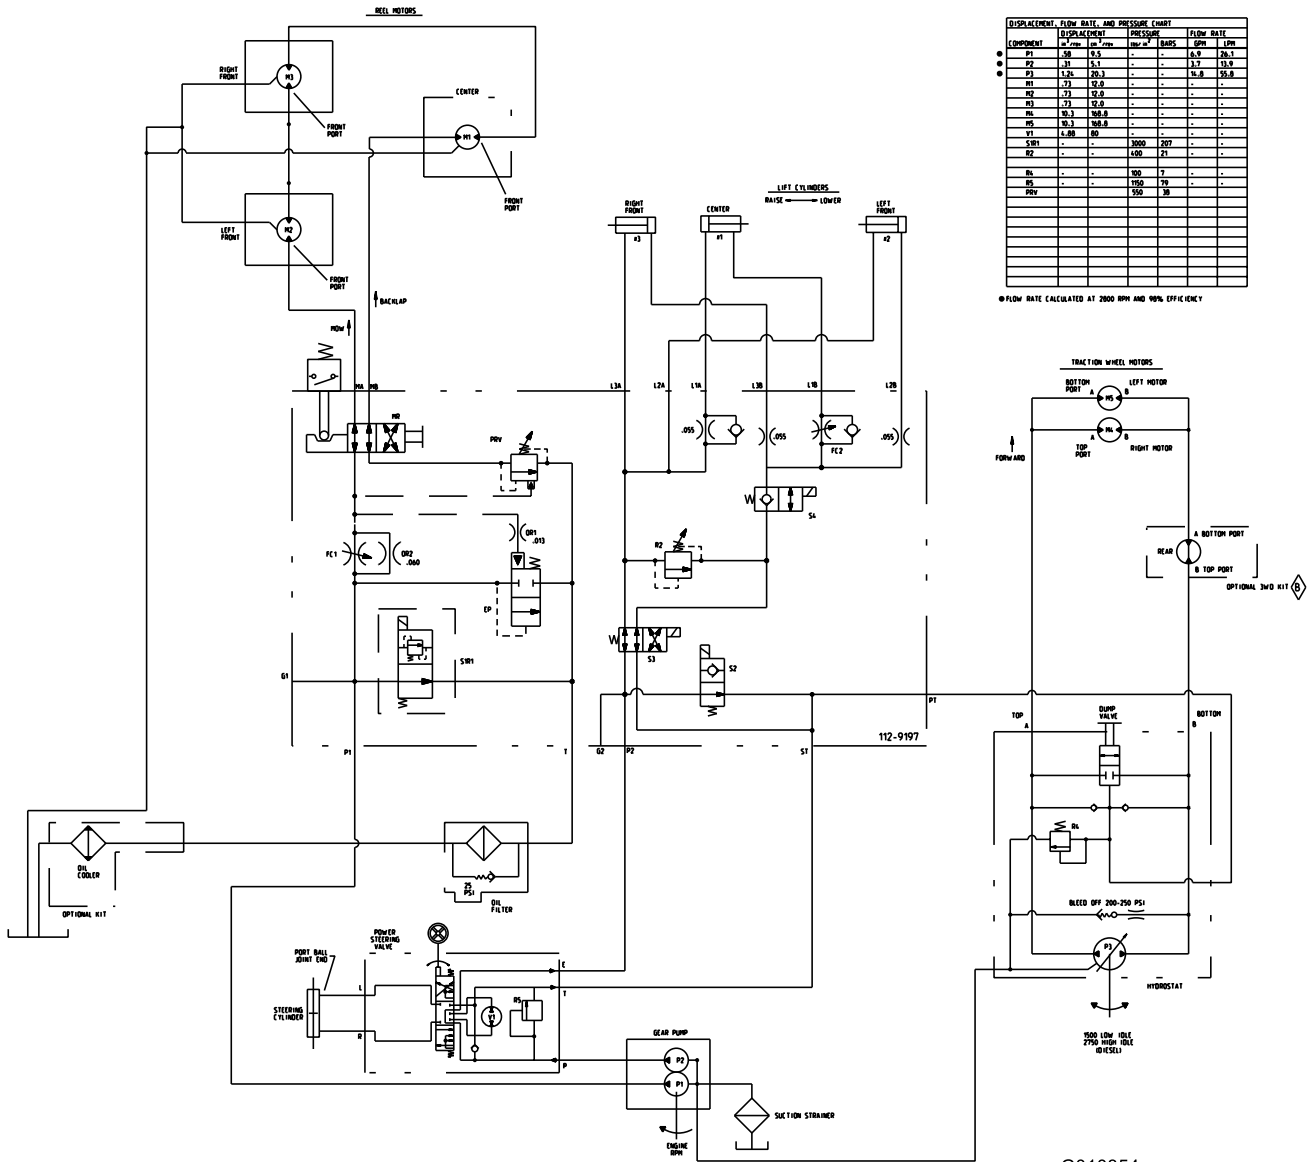 REEL MOTORS
RIGHT
FRONT
M3
FRONT
PORT
CENTER
M1
FRONT
PORT
LEFT
FRONT
M2
FRONT
PORT
BACKLAP
MOW
DISPLACEMENT, FLOW RATE, AND PRESSURE CHART
DISPLACEMENT PRESSURE FLOW RATE
COMPONENT in³/rev cm³/rev lbs/in² BARS GPM LPM
P1 .58 9.5 - - 6.9 26.1
P2 .31 5.1 - - 3.7 13.9
P3 1.24 20.3 - - 14.8 55.8
M1 .73 12.0 - - - -
M2 .73 12.0 - - - -
M3 .73 12.0 - - - -
M4 10.3 168.8 - - - -
M5 10.3 168.8 - - - -
V1 4.88 80 - - - -
S1R1 - - 3000 207 - -
R2 - - 400 21 - -
R4 - - 100 7 - -
R5 - - 1150 79 - -
PRV 550 38
● FLOW RATE CALCULATED AT 2800 RPM AND 98% EFFICIENCY
LIFT CYLINDERS
RAISE LOWER
RIGHT
FRONT
#3
CENTER
#1
LEFT
FRONT
#2
MA MB L3A L2A L1A L3B L1B L2B
MR
PRV
.055 .055 FC2 .055
S4
FC1
OR2
.060
OR1
.013
EP
R2
S1R1
S3
S2
G1
PT
P1 T G2 P2 ST
112-9197
TRACTION WHEEL MOTORS
BOTTOM
PORT
A M5 B
LEFT MOTOR
FORWARD
TOP
PORT
A M4 B
RIGHT MOTOR
REAR
A BOTTOM PORT
B TOP PORT
OPTIONAL 3WD KIT B
TOP
A
DUMP
VALVE
BOTTOM
B
R4
BLEED OFF 200-250 PSI
P3
HYDROSTAT
1500 LOW IDLE
2750 HIGH IDLE
(DIESEL)
OIL
COOLER
OPTIONAL KIT
25
PSI
OIL
FILTER
POWER
STEERING
VALVE
PORT BALL
JOINT END
STEERING
CYLINDER
L
R
V1
R5
E
T
P
GEAR PUMP
P2
P1
ENGINE
RPM
SUCTION STRAINER